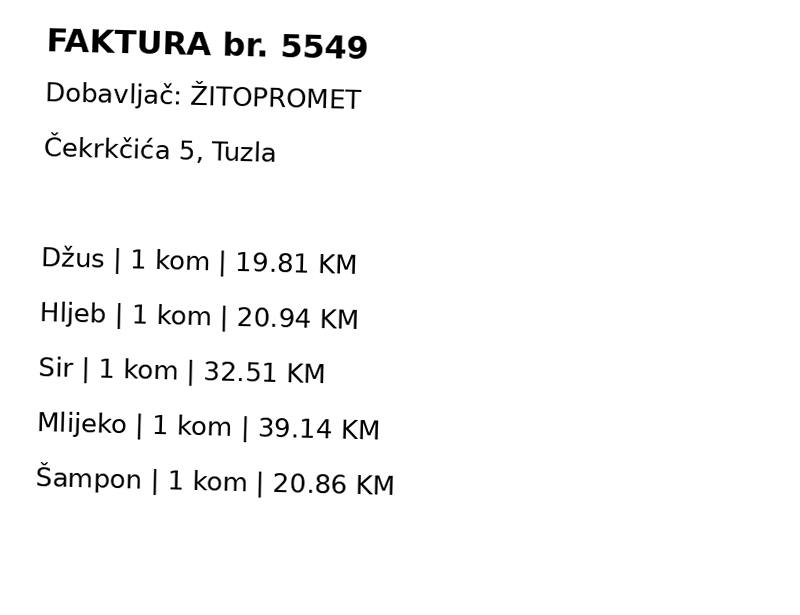 FAKTURA br. 5549
Dobavljač: ŽITOPROMET
Čekrkčića 5, Tuzla
Džus | 1 kom | 19.81 KM
Hljeb | 1 kom | 20.94 KM
Sir | 1 kom | 32.51 KM
Mlijeko | 1 kom | 39.14 KM
Šampon | 1 kom | 20.86 KM